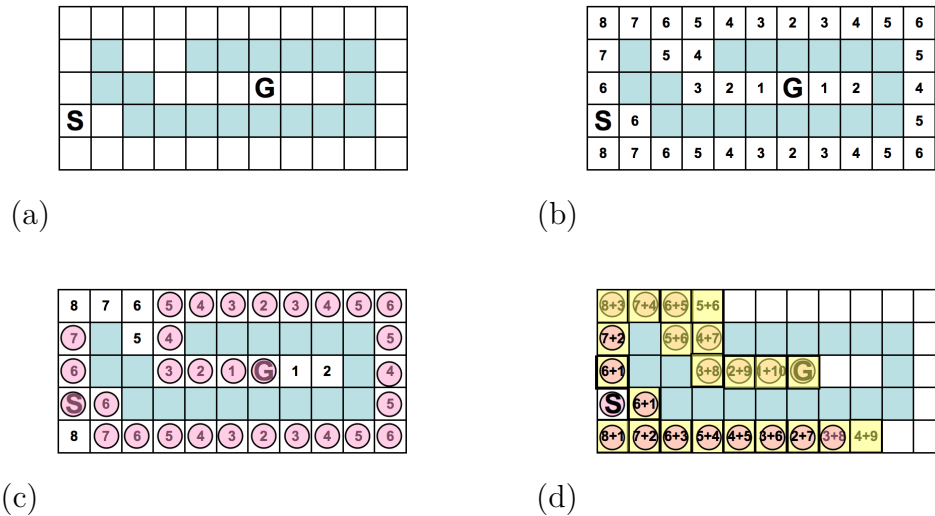 G
S
(a)
8 7 6 5 4 3 2 3 4 5 6
7 5 4 5
6 3 2 1 G 1 2 4
S 6 5
8 7 6 5 4 3 2 3 4 5 6
(b)
8 7 6 5 4 3 2 3 4 5 6
7 5 4 5
6 3 2 1 G 1 2 4
S 6 5
8 7 6 5 4 3 2 3 4 5 6
(c)
8+3 7+4 6+5 5+6
7+2 5+6 4+7
6+1 3+8 2+9 1+10 G
S 6+1
8+1 7+2 6+3 5+4 4+5 3+6 2+7 3+8 4+9
(d)